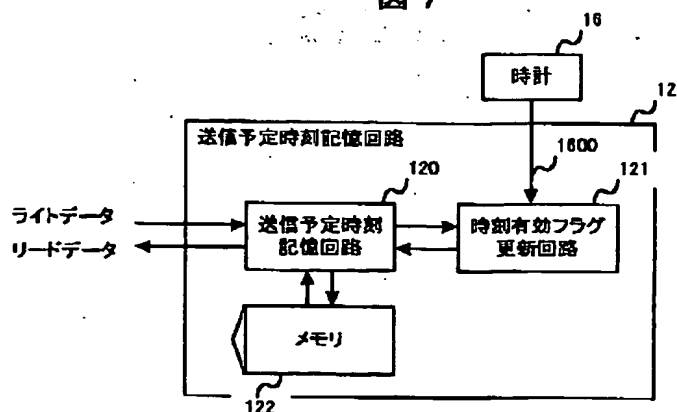 図 7
16
時計
12
送信予定時刻記憶回路
1600
120
121
ライトデータ
リードデータ
送信予定時刻
記憶回路
時刻有効フラグ
更新回路
メモリ
122